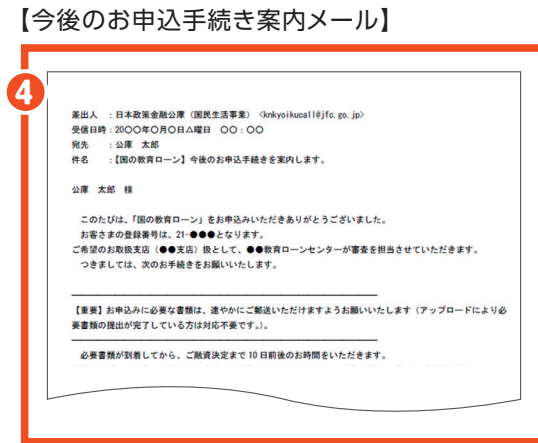 【今後のお申込手続き案内メール】
4
差出人　：日本政策金融公庫（国民生活事業）〈knkyoikucall@jfc.go.jp〉
受信日時：20〇〇年〇月〇日△曜日　〇〇：〇〇
宛先　　：公庫　太郎
件名　　：【国の教育ローン】今後のお申込手続きを案内します。
公庫　太郎　様
このたびは、「国の教育ローン」をお申込みいただきありがとうございました。
お客さまの登録番号は、21-●●●となります。
ご希望のお取扱支店（●●支店）扱として、●●教育ローンセンターが審査を担当させていただきます。
つきましては、次のお手続きをお願いいたします。
【重要】お申込みに必要な書類は、速やかにご郵送いただけますようお願いいたします（アップロードにより必
要書類の提出が完了している方は対応不要です。）。
必要書類が到着してから、ご融資決定まで10日前後のお時間をいただきます。